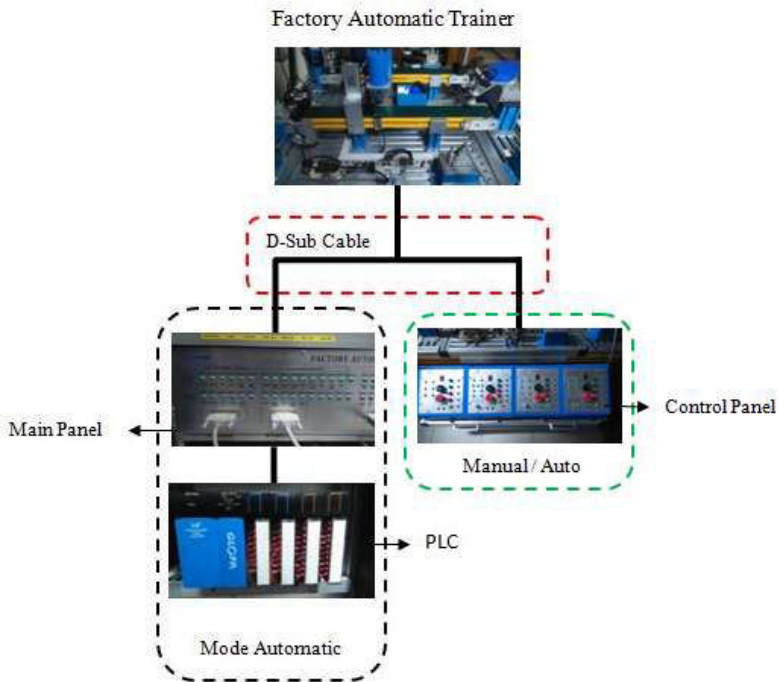 Factory Automatic Trainer
D-Sub Cable
FACTORY AUTO
Main Panel
Control Panel
Manual / Auto
GLOFA
PLC
Mode Automatic